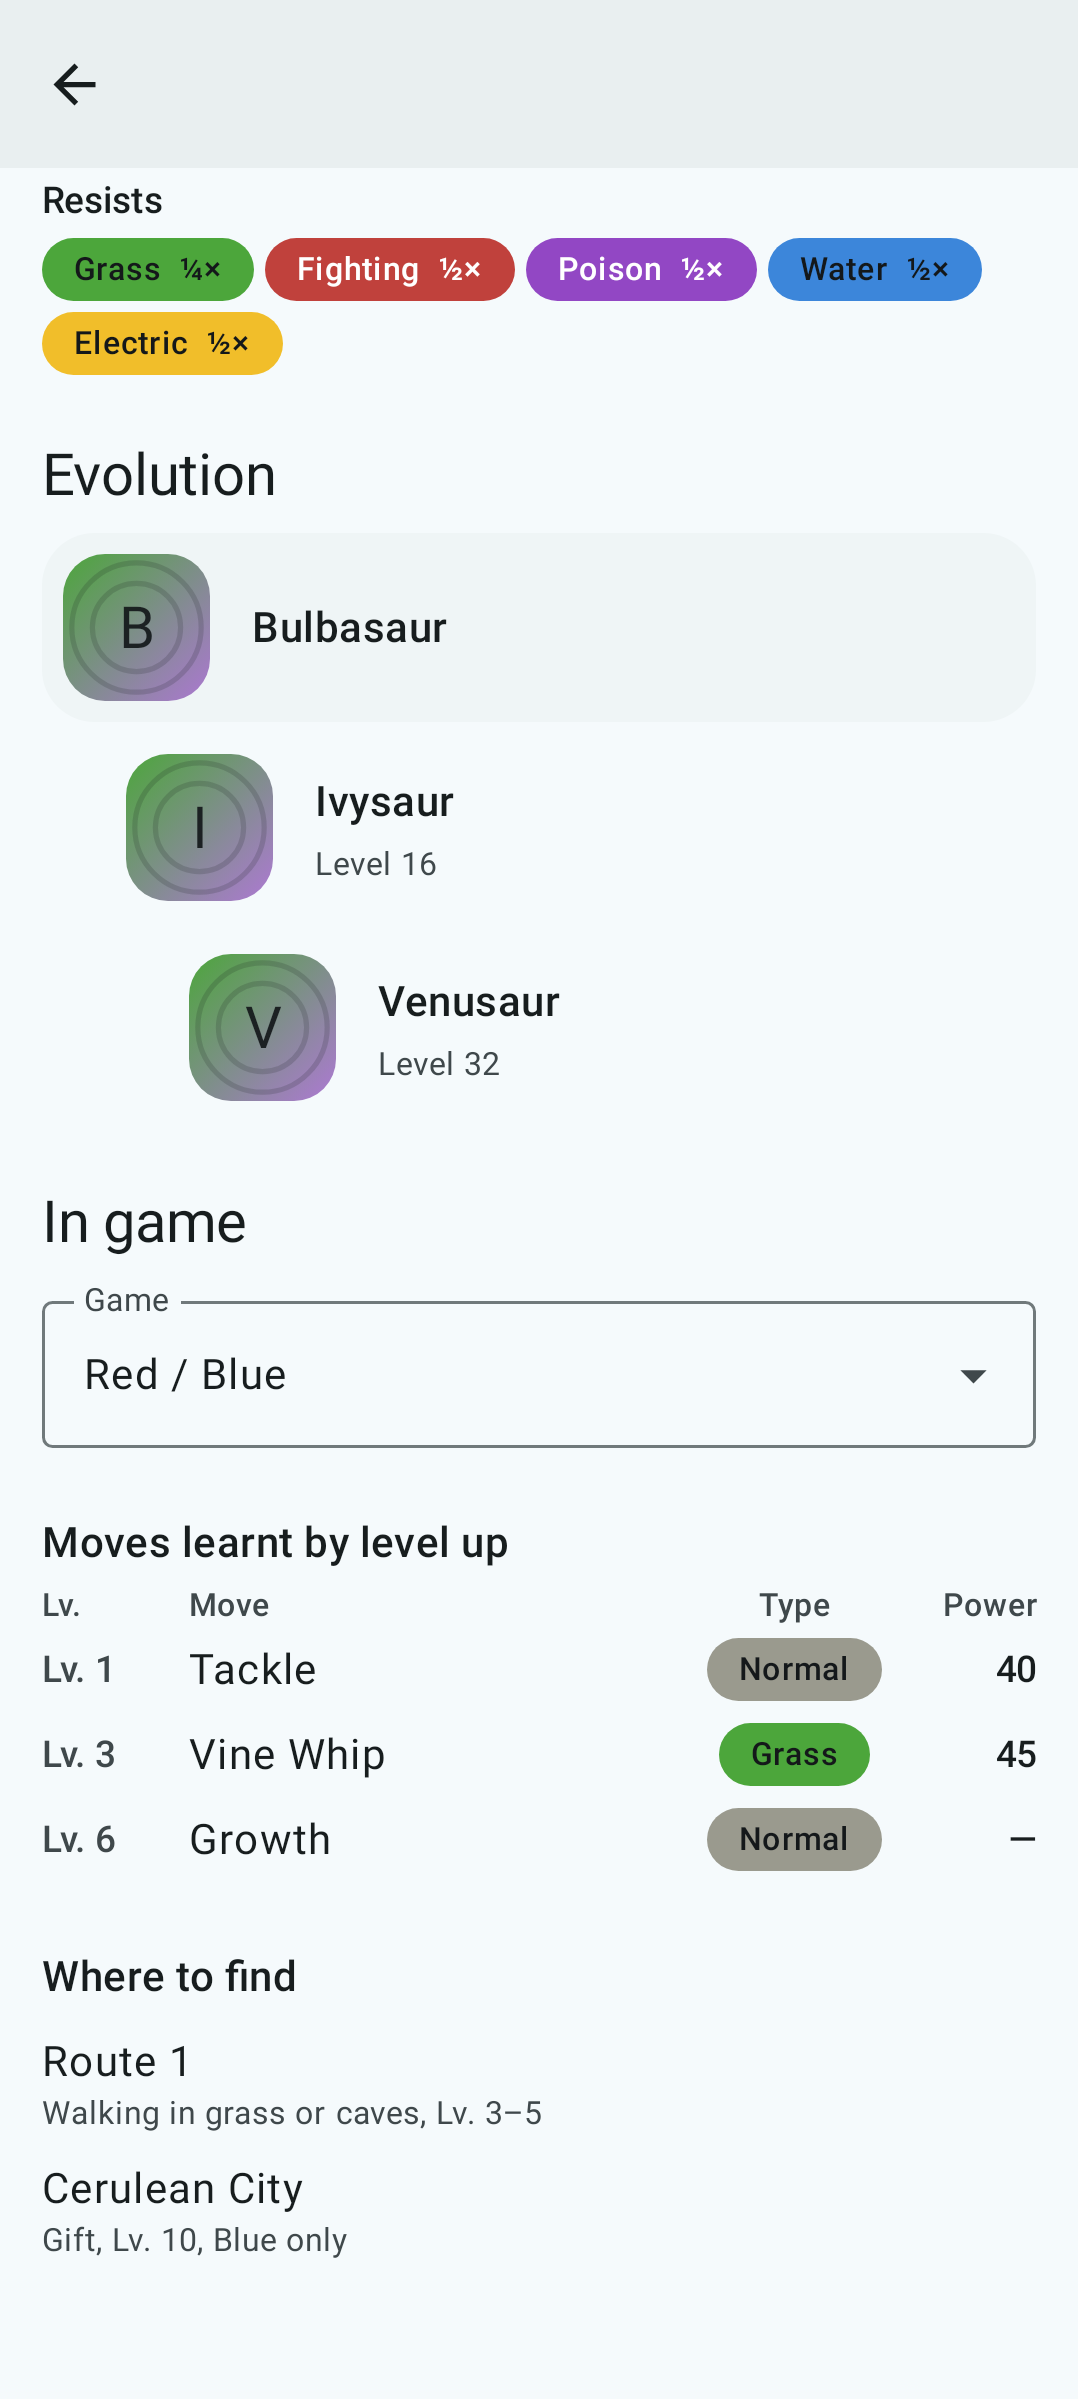 Resists
Grass ¼× Fighting ½× Poison ½× Water ½×
Electric ½×
Evolution
B Bulbasaur
I Ivysaur
Level 16
V Venusaur
Level 32
In game
Game
Red / Blue
Moves learnt by level up
Lv. Move Type Power
Lv. 1 Tackle Normal 40
Lv. 3 Vine Whip Grass 45
Lv. 6 Growth Normal —
Where to find
Route 1
Walking in grass or caves, Lv. 3–5
Cerulean City
Gift, Lv. 10, Blue only